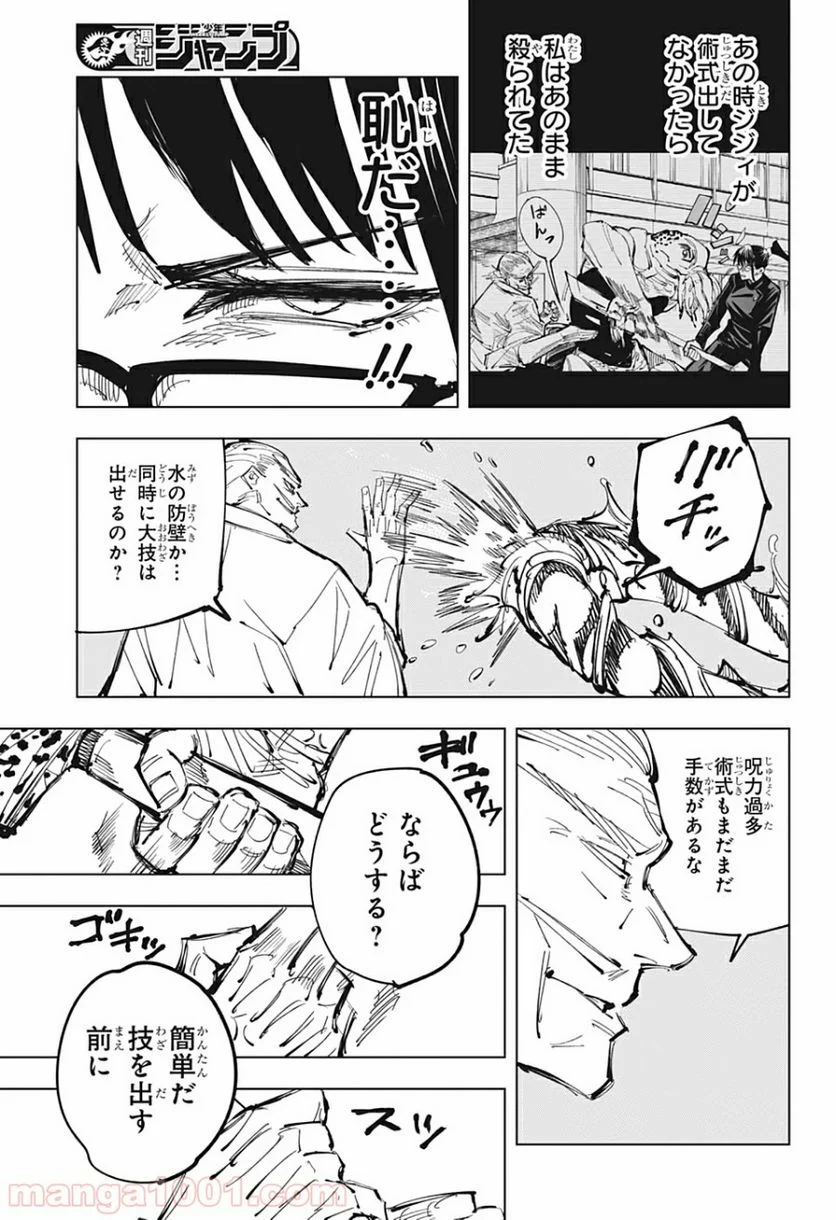 週刊
少年
ジャンプ
あの時ジジィが
術式出して
なかったら
私はあのまま
殺られてた
ばんっ
恥だ……‼
バチッ
水の防壁か…
同時に大技は
出せるのか？
呪力過多
術式もまだまだ
手数があるな
ギュウゥ
ならば
どうする？
ゴキッ
簡単だ
技を出す
前に
スッ
manga1001.com